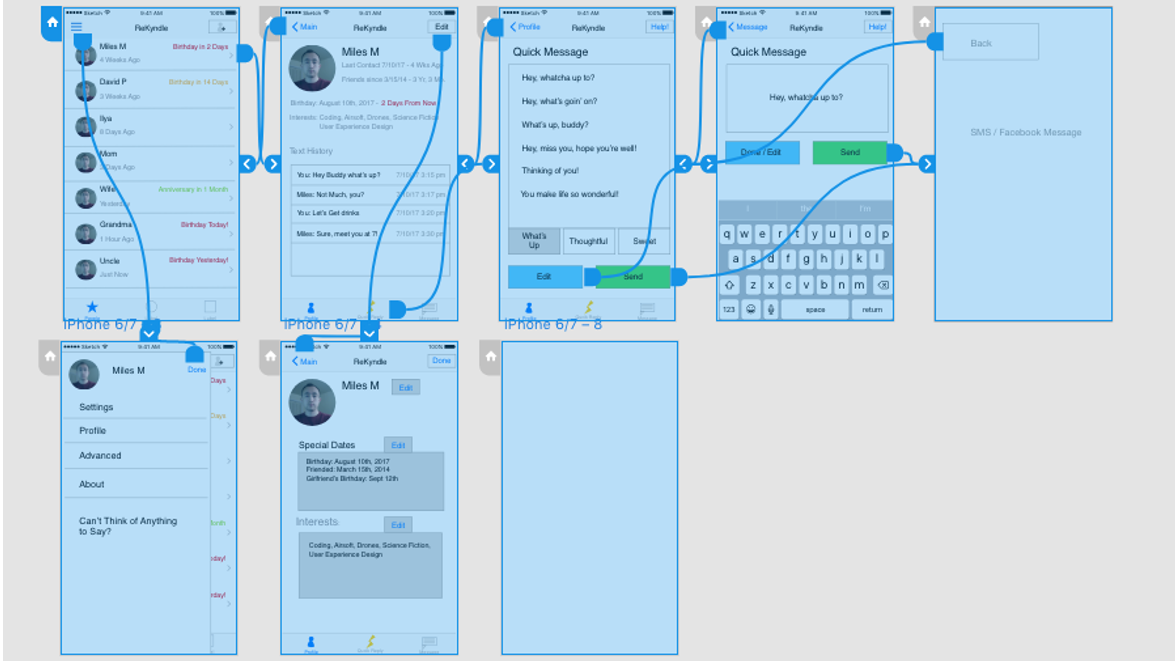 Sketch 9:41 AM 100%
ReKyndle
Miles M Birthday in 2 Days
4 Weeks Ago
David P Birthday in 14 Days
3 Weeks Ago
Ilya
8 Days Ago
Mom
Days Ago
Wife Anniversary in 1 Month
Yesterday
Grandma Birthday Today!
1 Hour Ago
Uncle Birthday Yesterday!
Just Now
iPhone 6/7
Sketch 9:41 AM 100%
Main ReKyndle Edit
Miles M
Last Contact 7/10/17 - 4 Wks Ag
Friends since 3/15/14 - 3 Yr, 3 M
Birthday: August 10th, 2017 - 2 Days From Now
Interests: Coding, Airsoft, Drones, Science Fiction,
User Experience Design
Text History
You: Hey Buddy what's up? 7/10/17 3:15 pm
Miles: Not Much, you? 7/10/17 3:17 pm
You: Let's Get drinks 7/10/17 3:20 pm
Miles: Sure, meet you at 7! 7/10/17 3:30 pm
Profile
iPhone 6/7
Sketch 9:41 AM 100%
Profile ReKyndle Help!
Quick Message
Hey, whatcha up to?
Hey, what's goin' on?
What's up, buddy?
Hey, miss you, hope you're well!
Thinking of you!
You make life so wonderful!
What's
Up
Thoughtful
Sweet
Edit Send
Profile
iPhone 6/7 – 8
Sketch 9:41 AM 100%
Message ReKyndle Help!
Quick Message
Hey, whatcha up to?
Done / Edit Send
I the I'm
q w e r t y u i o p
a s d f g h j k l
z x c v b n m
123 space return
Back
SMS / Facebook Message
Sketch 9:41 AM 100%
Miles M Done
Settings
Profile
Advanced
About
Can't Think of Anything
to Say?
Days
Days
Month
day!
rday!
Sketch 9:41 AM 100%
Main ReKyndle Done
Miles M Edit
Special Dates Edit
Birthday: August 10th, 2017
Friended: March 15th, 2014
Girlfriend's Birthday: Sept 12th
Interests: Edit
Coding, Airsoft, Drones, Science Fiction,
User Experience Design
Profile